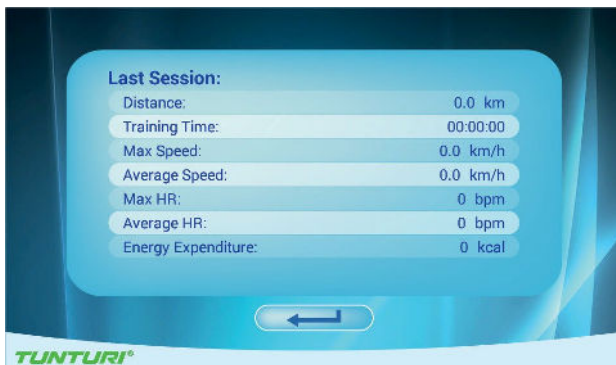 Last Session:
Distance: 0.0 km
Training Time: 00:00:00
Max Speed: 0.0 km/h
Average Speed: 0.0 km/h
Max HR: 0 bpm
Average HR: 0 bpm
Energy Expenditure: 0 kcal
TUNTURI®